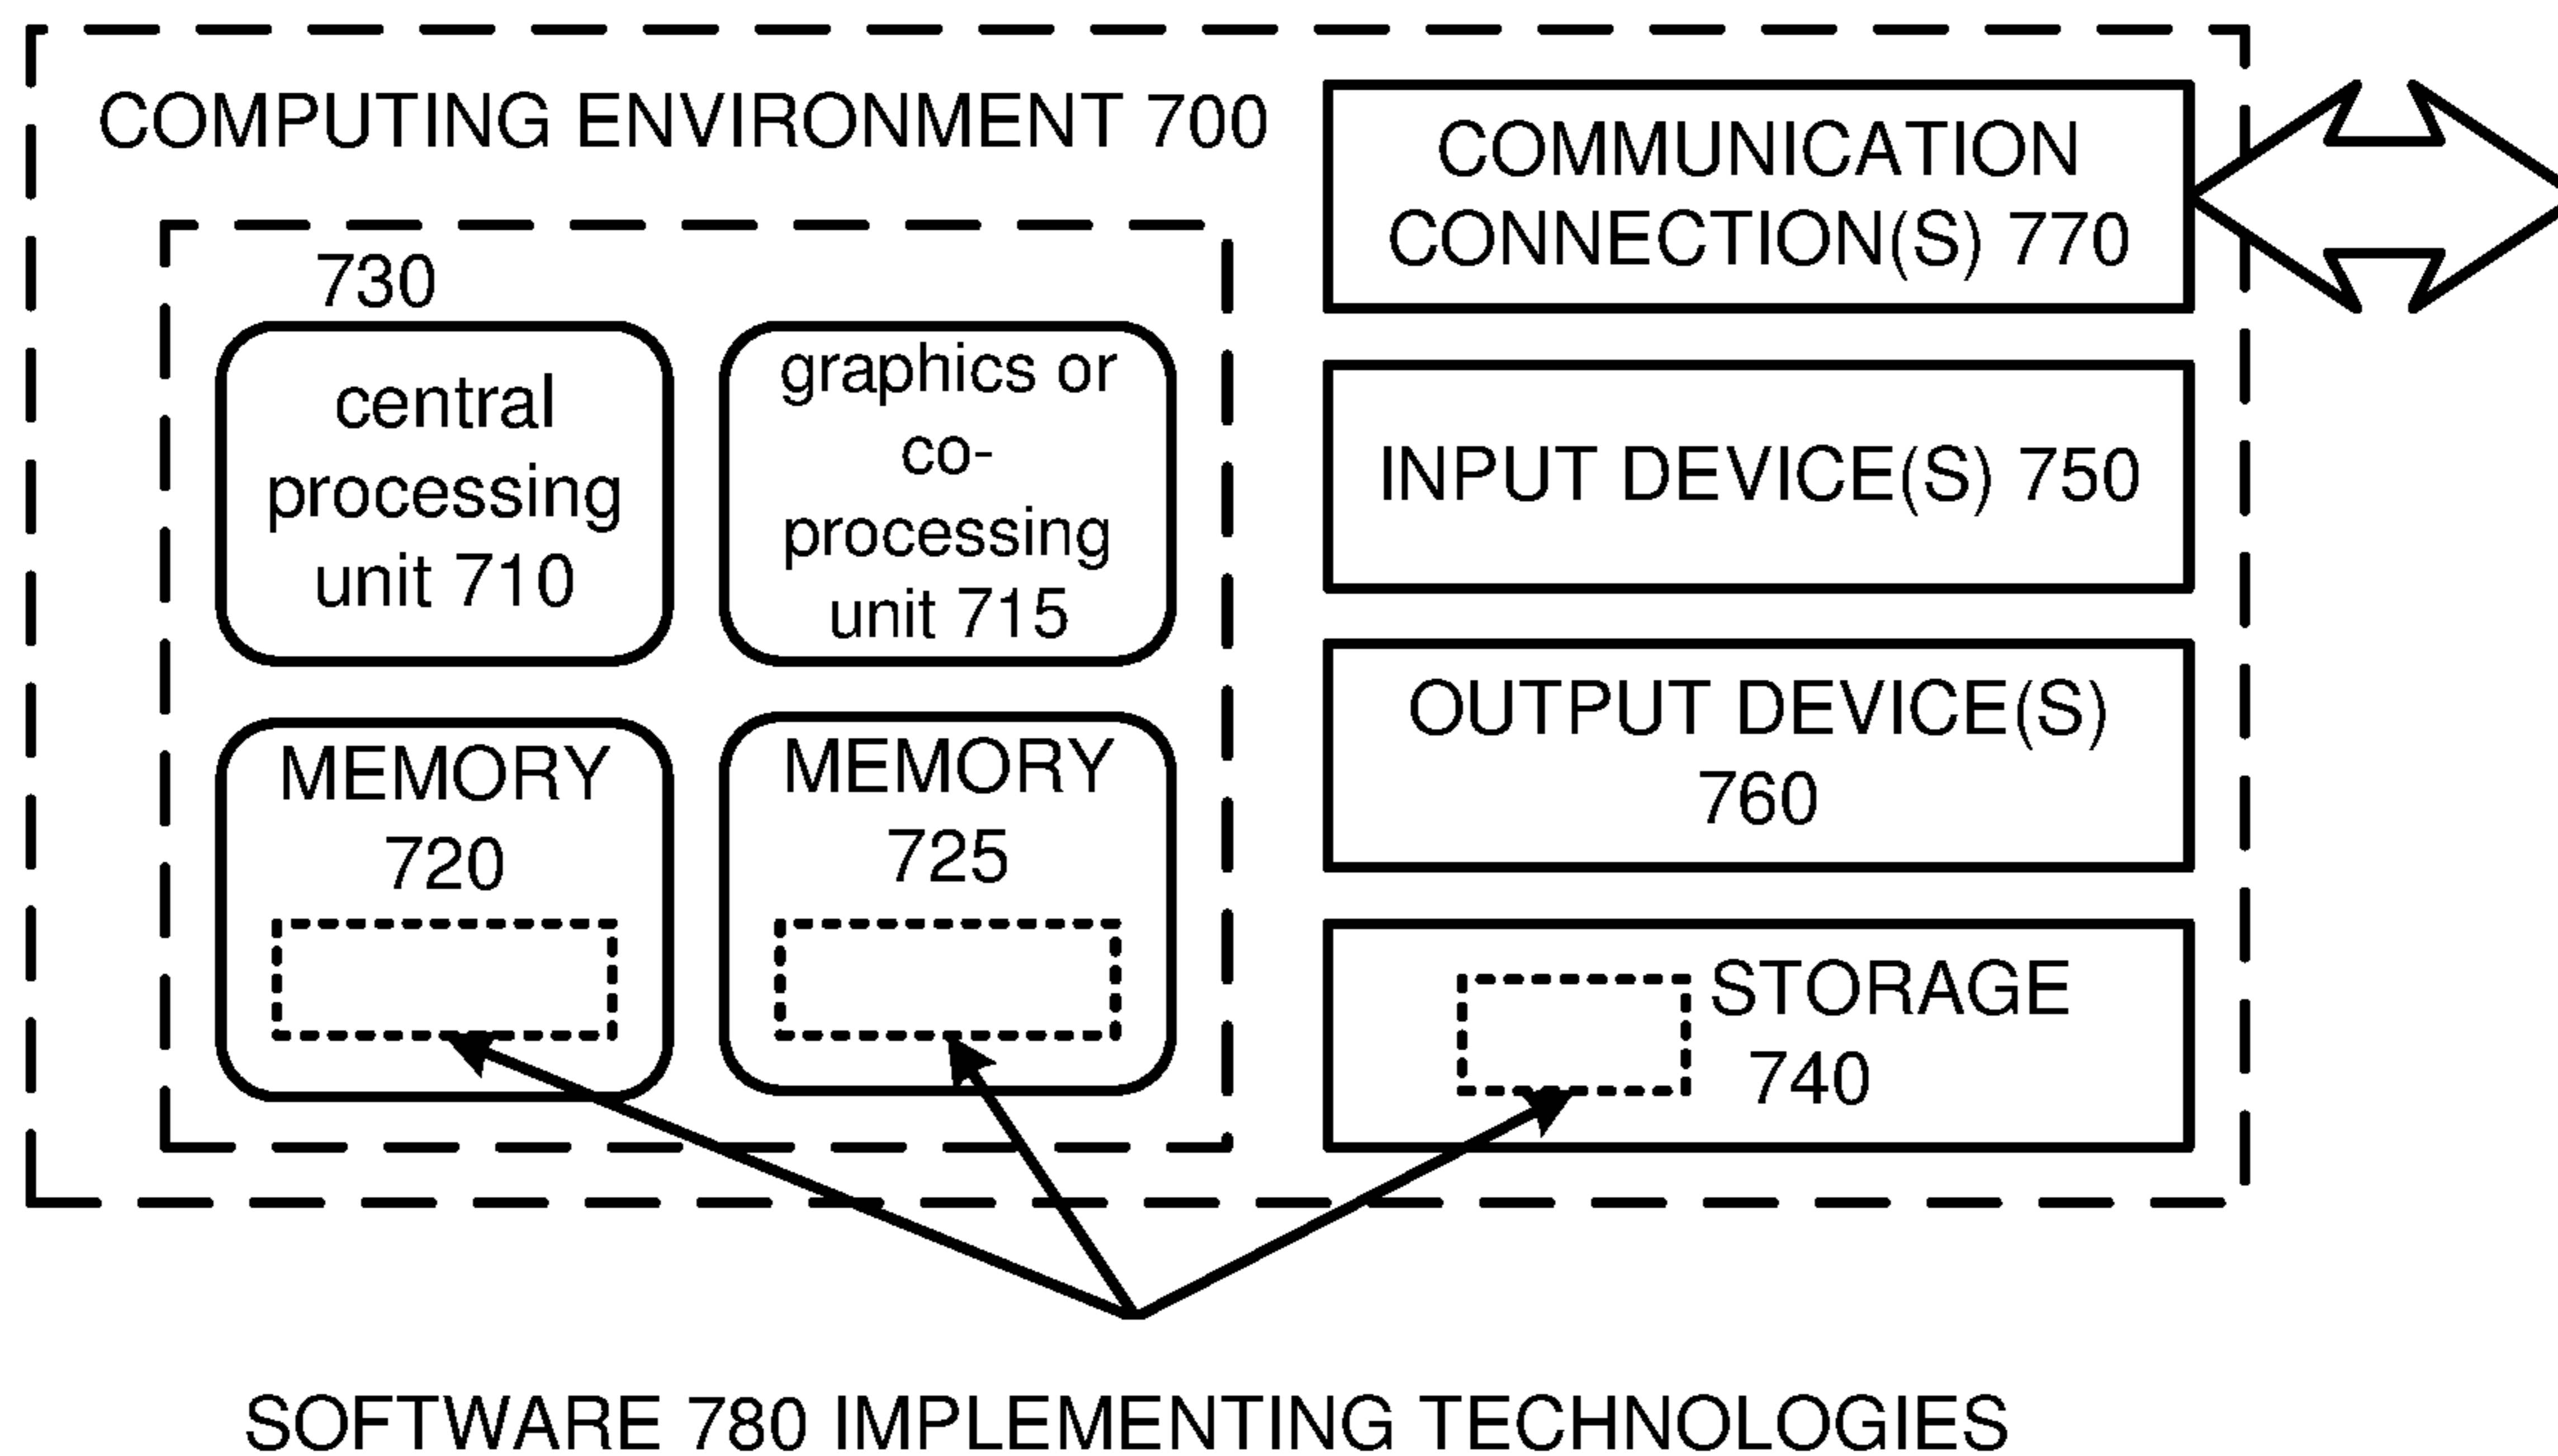 COMPUTING ENVIRONMENT 700
730
central
processing
unit 710
graphics or
co-
processing
unit 715
MEMORY
720
MEMORY
725
COMMUNICATION
CONNECTION(S) 770
INPUT DEVICE(S) 750
OUTPUT DEVICE(S)
760
STORAGE
740
SOFTWARE 780 IMPLEMENTING TECHNOLOGIES